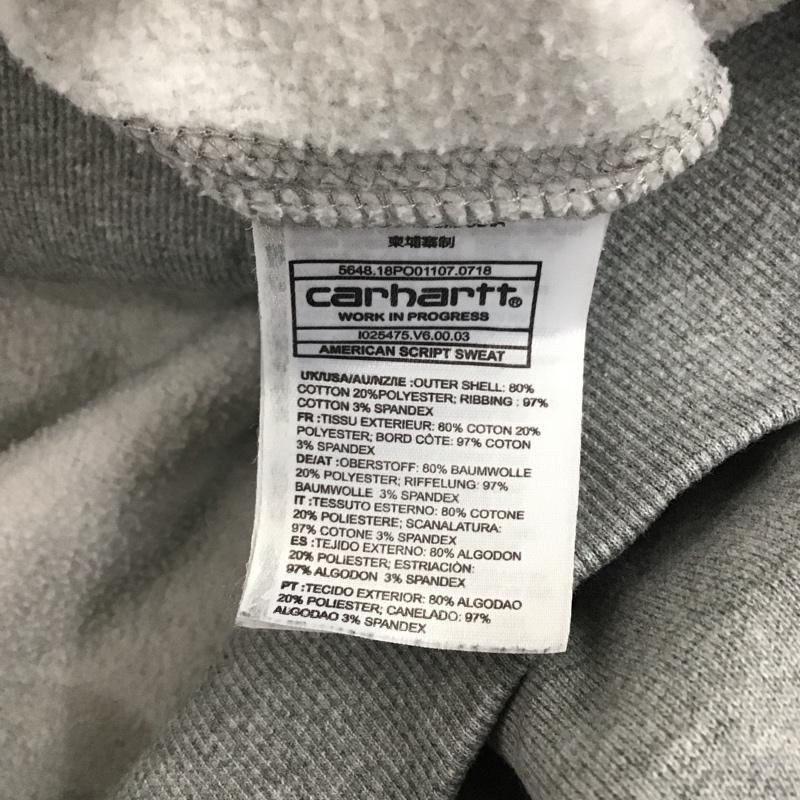 柬埔寨制
5648.18PO01107.0718
carhartt®
WORK IN PROGRESS
I025475.V6.00.03
AMERICAN SCRIPT SWEAT
UK/USA/AU/NZ/IE :OUTER SHELL: 80%
COTTON 20%POLYESTER; RIBBING : 97%
COTTON 3% SPANDEX
FR :TISSU EXTERIEUR: 80% COTON 20%
POLYESTER; BORD CÔTE: 97% COTON
3% SPANDEX
DE/AT :OBERSTOFF: 80% BAUMWOLLE
20% POLYESTER; RIFFELUNG: 97%
BAUMWOLLE 3% SPANDEX
IT :TESSUTO ESTERNO: 80% COTONE
20% POLIESTERE; SCANALATURA:
97% COTONE 3% SPANDEX
ES :TEJIDO EXTERNO: 80% ALGODON
20% POLIESTER; ESTRIACIÓN:
97% ALGODON 3% SPANDEX
PT :TECIDO EXTERIOR: 80% ALGODAO
20% POLIESTER; CANELADO: 97%
ALGODAO 3% SPANDEX